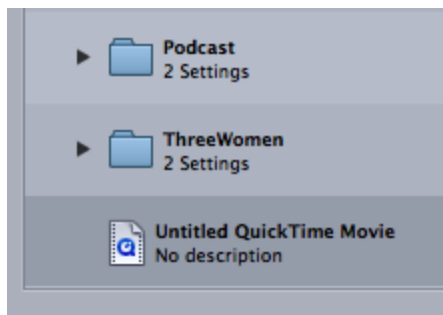 Podcast
2 Settings
ThreeWomen
2 Settings
Untitled QuickTime Movie
No description